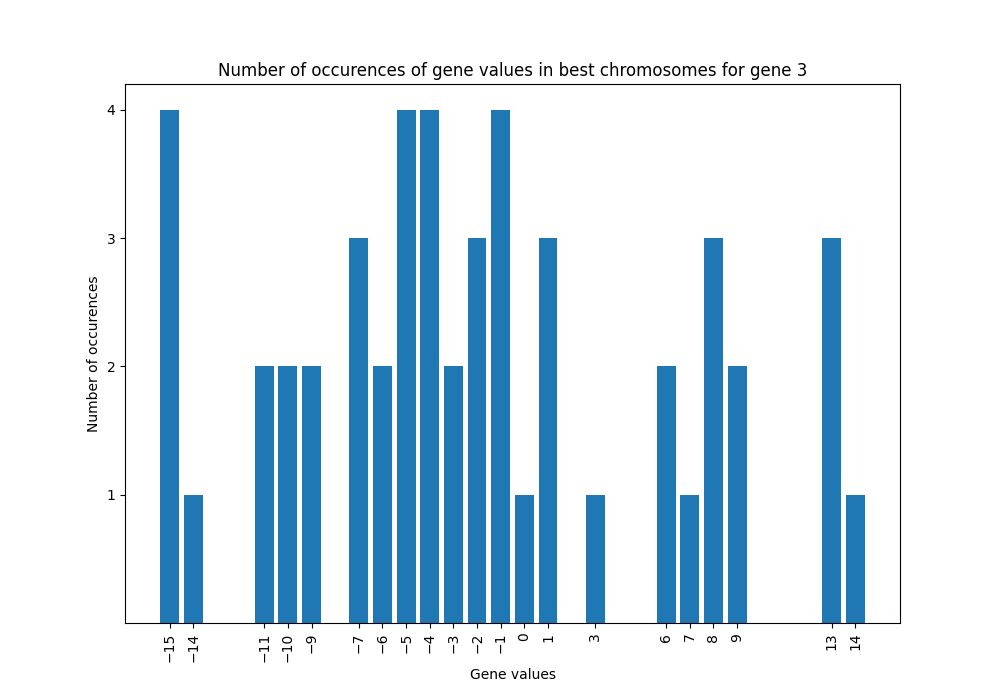 Number of occurences of gene values in best chromosomes for gene 3
4
3
2
1
Number of occurences
−15 −14 −11 −10 −9 −7 −6 −5 −4 −3 −2 −1 0 1 3 6 7 8 9 13 14
Gene values